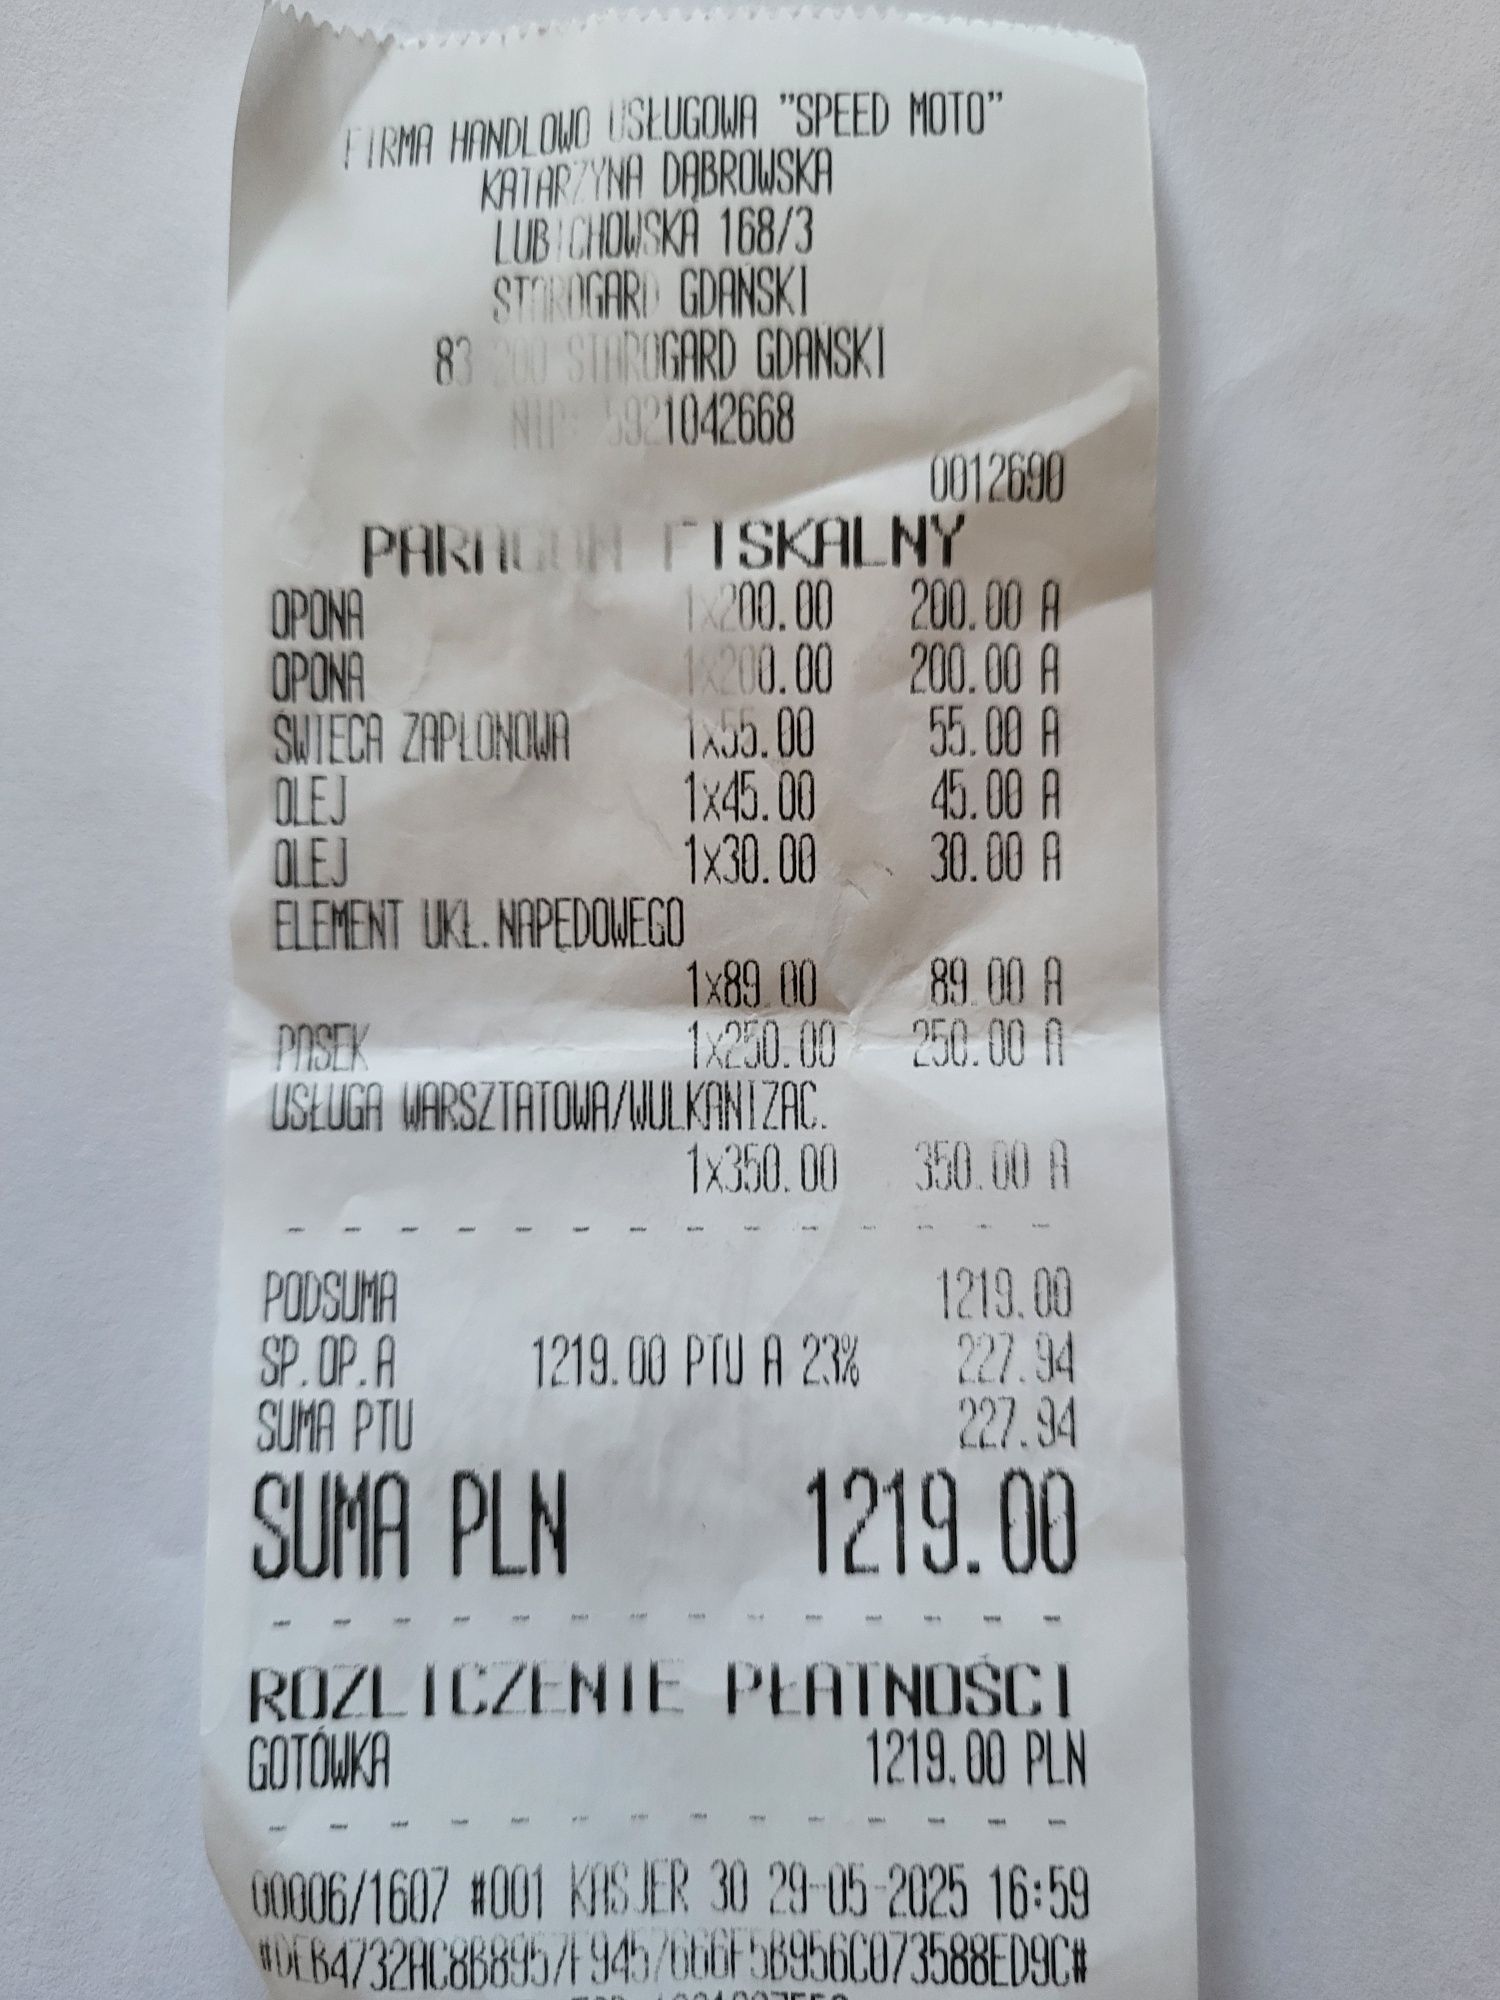 FIRMA HANDLOWO USŁUGOWA "SPEED MOTO"
KATARZYNA DĄBROWSKA
LUBICHOWSKA 168/3
STAROGARD GDAŃSKI
83 200 STAROGARD GDAŃSKI
NIP: 5921042668
0012690
PARAGON FISKALNY
OPONA 1x200.00 200.00 A
OPONA 1x200.00 200.00 A
ŚWIECA ZAPŁONOWA 1x55.00 55.00 A
OLEJ 1x45.00 45.00 A
OLEJ 1x30.00 30.00 A
ELEMENT UKŁ.NAPĘDOWEGO
1x89.00 89.00 A
PASEK 1x250.00 250.00 A
USŁUGA WARSZTATOWA/WULKANIZAC.
1x350.00 350.00 A
PODSUMA 1219.00
SP.OP.A 1219.00 PTU A 23% 227.94
SUMA PTU 227.94
SUMA PLN 1219.00
ROZLICZENIE PŁATNOŚCI
GOTÓWKA 1219.00 PLN
00006/1607 #001 KASJER 30 29-05-2025 16:59
#DEB4732AC8B8957F9457666F5B956C073588ED9C#